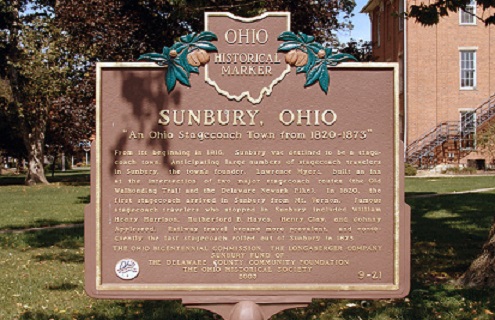 OHIO
HISTORICAL
MARKER
SUNBURY, OHIO
"An Ohio Stagecoach Town from 1820-1873"
From its beginning in 1816, Sunbury was destined to be a stage-
coach town. Anticipating large numbers of stagecoach travelers
in Sunbury, the town's founder, Lawrence Myers, built an inn
at the intersection of two major stagecoach routes (the Old
Walhonding Trail and the Delaware Newark Pike). In 1820, the
first stagecoach arrived in Sunbury from Mt. Vernon. Famous
stagecoach travelers who stopped in Sunbury included William
Henry Harrison, Rutherford B. Hayes, Henry Clay, and Johnny
Appleseed. Railway travel became more prevalent, and conse-
quently the last stagecoach rolled out of Sunbury in 1873.
THE OHIO BICENTENNIAL COMMISSION, THE LONGABERGER COMPANY
SUNBURY FUND OF
THE DELAWARE COUNTY COMMUNITY FOUNDATION
THE OHIO HISTORICAL SOCIETY
2003
9-21